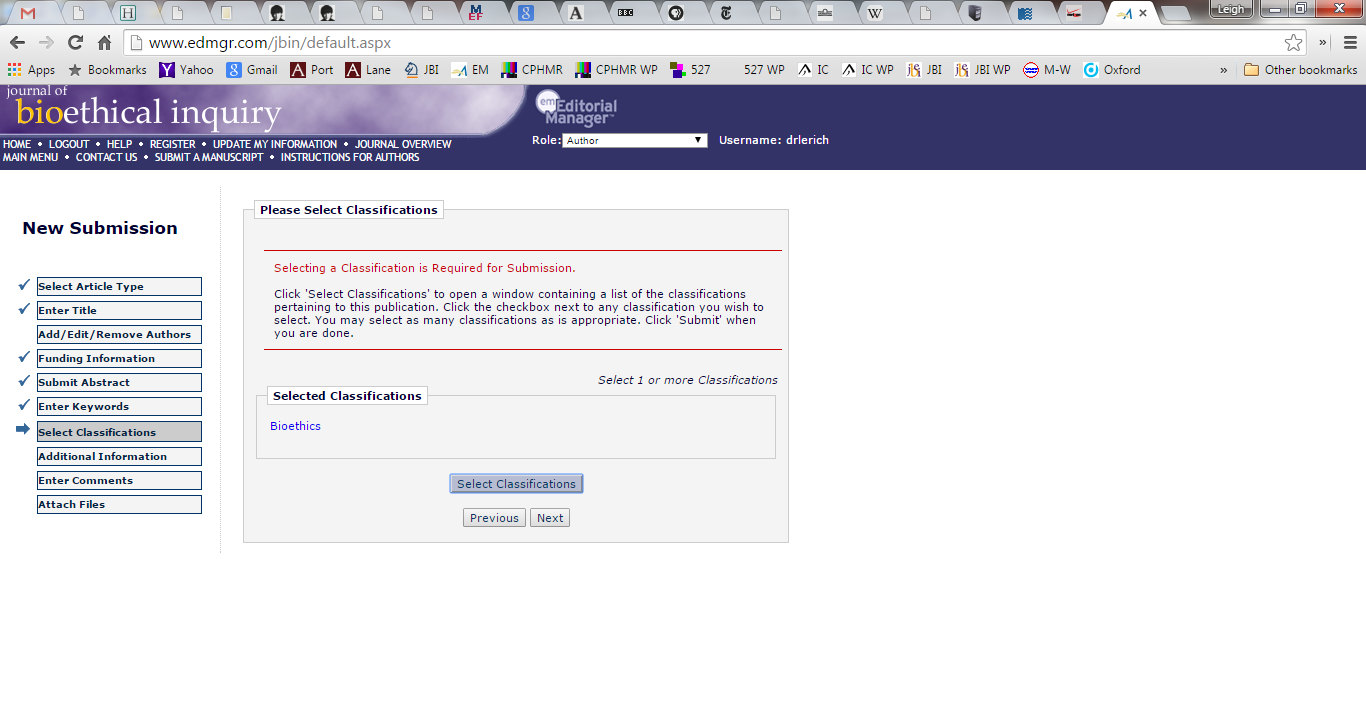 Leigh
www.edmgr.com/jbin/default.aspx
Apps Bookmarks Yahoo Gmail Port Lane JBI EM CPHMR CPHMR WP 527 527 WP IC IC WP JBI JBI WP M-W Oxford » Other bookmarks
journal of
bioethical inquiry
em Editorial
Manager™
Role: Author Username: drlerich
HOME • LOGOUT • HELP • REGISTER • UPDATE MY INFORMATION • JOURNAL OVERVIEW
MAIN MENU • CONTACT US • SUBMIT A MANUSCRIPT • INSTRUCTIONS FOR AUTHORS
New Submission
Select Article Type
Enter Title
Add/Edit/Remove Authors
Funding Information
Submit Abstract
Enter Keywords
Select Classifications
Additional Information
Enter Comments
Attach Files
Please Select Classifications
Selecting a Classification is Required for Submission.
Click 'Select Classifications' to open a window containing a list of the classifications
pertaining to this publication. Click the checkbox next to any classification you wish to
select. You may select as many classifications as is appropriate. Click 'Submit' when
you are done.
Select 1 or more Classifications
Selected Classifications
Bioethics
Select Classifications
Previous Next